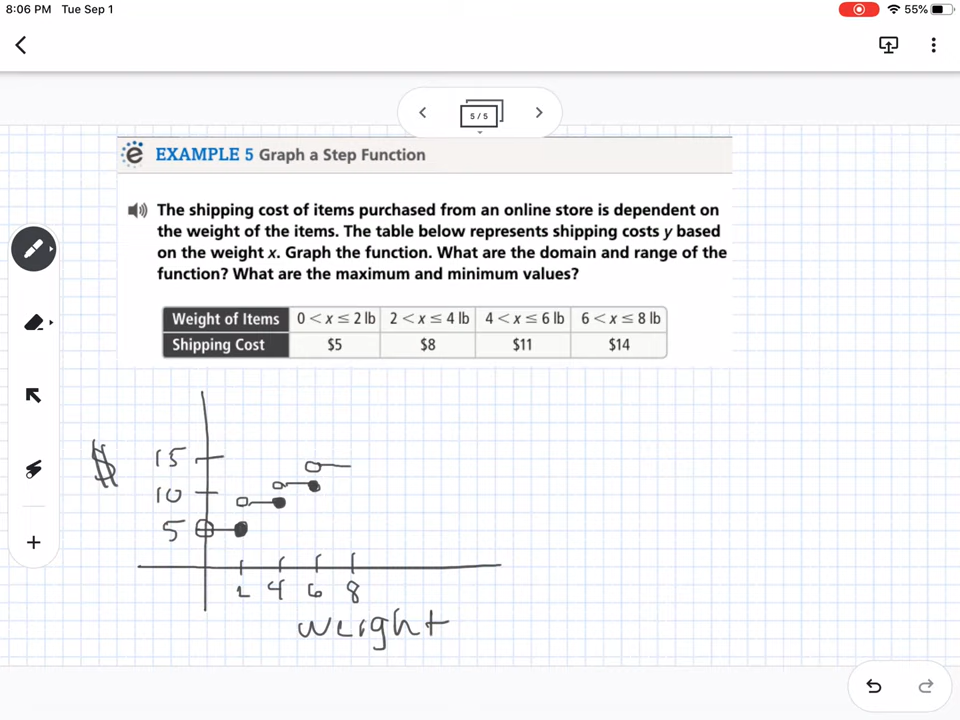 8:06 PM Tue Sep 1
55%
5 / 5
EXAMPLE 5 Graph a Step Function
The shipping cost of items purchased from an online store is dependent on
the weight of the items. The table below represents shipping costs y based
on the weight x. Graph the function. What are the domain and range of the
function? What are the maximum and minimum values?
Weight of Items 0 < x ≤ 2 lb 2 < x ≤ 4 lb 4 < x ≤ 6 lb 6 < x ≤ 8 lb
Shipping Cost $5 $8 $11 $14
$
15
10
5
2 4 6 8
weight